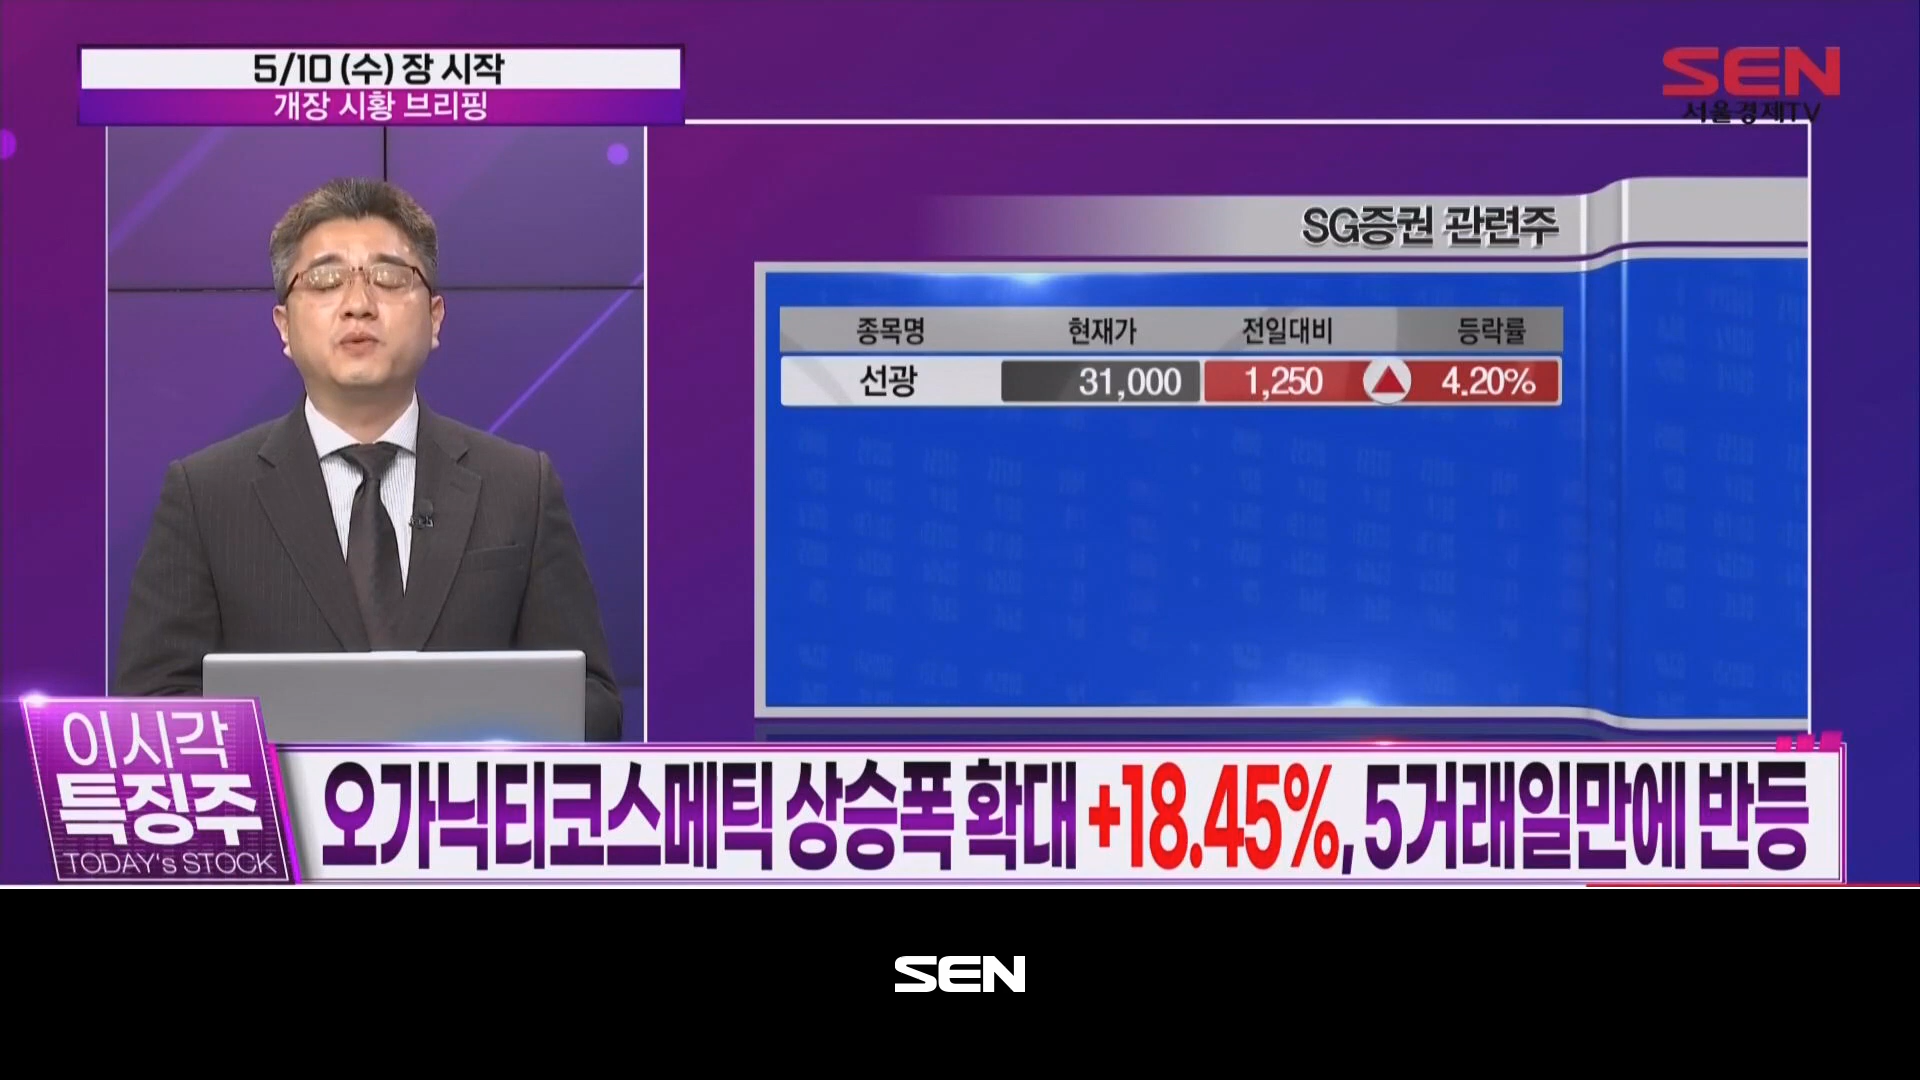 5/10 (수) 장 시작
개장 시황 브리핑
SEN
서울경제TV
SG증권 관련주
종목명 현재가 전일대비 등락률
선광 31,000 1,250 4.20%
이시각
특징주
TODAY's STOCK
오가닉티코스메틱 상승폭 확대 +18.45%, 5거래일만에 반등
SEN